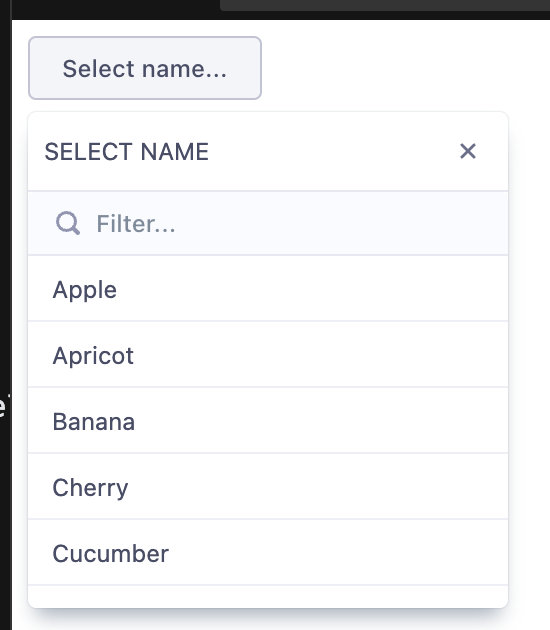 Select name...
SELECT NAME
Filter...
Apple
Apricot
Banana
Cherry
Cucumber